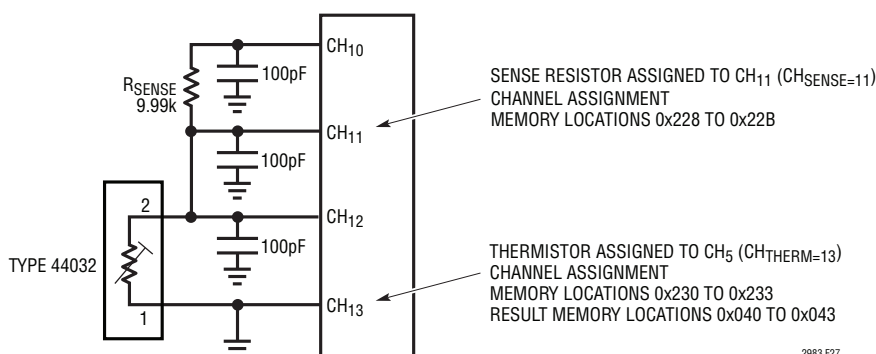 CH10
100pF
RSENSE
9.99k
SENSE RESISTOR ASSIGNED TO CH11 (CHSENSE=11)
CHANNEL ASSIGNMENT
MEMORY LOCATIONS 0x228 TO 0x22B
CH11
100pF
2
CH12
100pF
TYPE 44032
THERMISTOR ASSIGNED TO CH5 (CHTHERM=13)
CHANNEL ASSIGNMENT
MEMORY LOCATIONS 0x230 TO 0x233
RESULT MEMORY LOCATIONS 0x040 TO 0x043
1
CH13
2983 F27